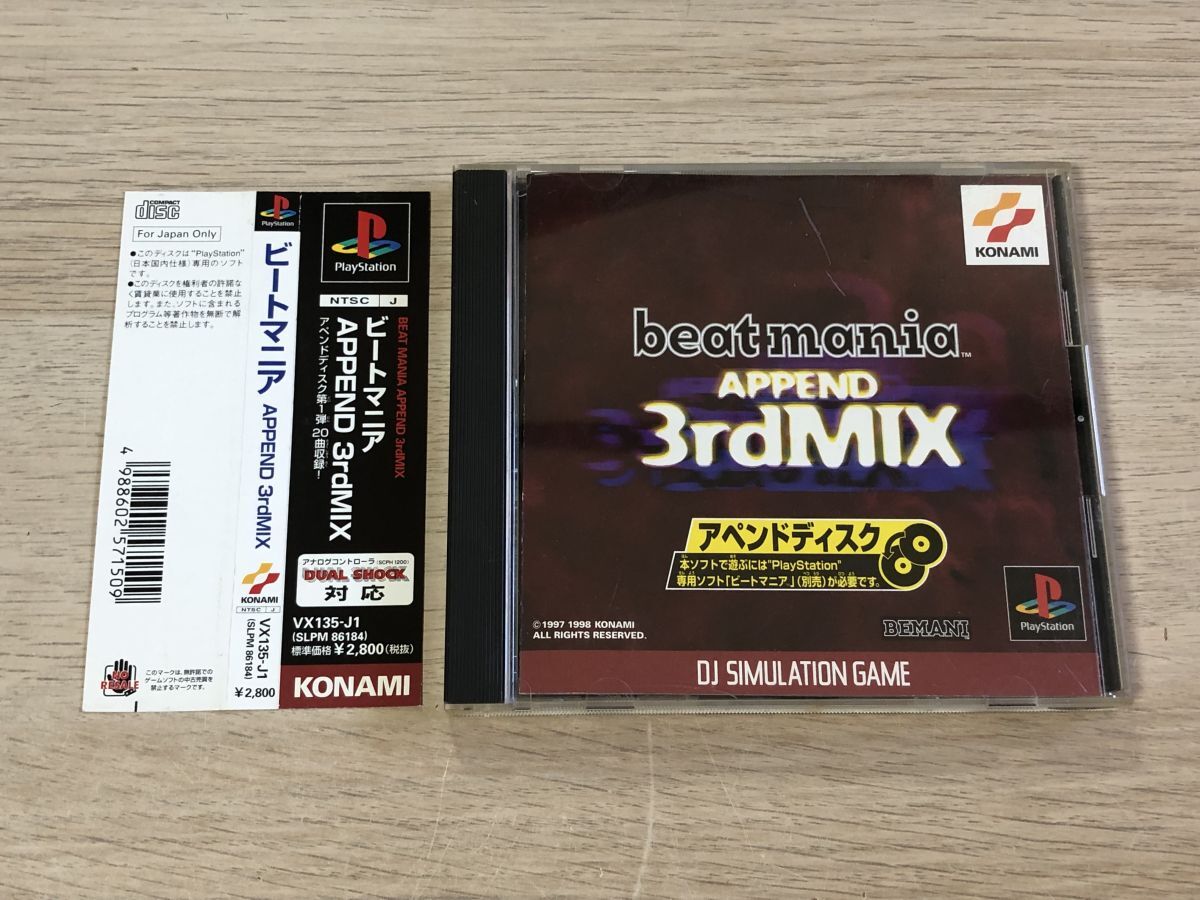 COMPACT
disc
For Japan Only
●このディスクは"PlayStation"
(日本国内仕様)専用のソフト
です。
●このディスクを権利者の許諾な
く賃貸業に使用することを禁止
します。また、ソフトに含まれる
プログラム等著作物を無断で解
析することを禁止します。
4 988602 571509
NO
RESALE
このマークは、無許諾での
ゲームソフトの中古売買を
禁止するマークです。
PlayStation
ビートマニア APPEND 3rdMIX
KONAMI
NTSC J
VX135-J1
(SLPM 86184)
¥2,800
PlayStation
NTSC J
BEAT MANIA APPEND 3rdMIX
ビートマニア
APPEND 3rdMIX
アペンドディスク第1弾 20曲収録!
アナログコントローラ(SCPH 1200)
DUAL SHOCK
対応
VX135-J1
(SLPM 86184)
標準価格¥2,800(税抜)
KONAMI
KONAMI
beatmania™
APPEND
3rdMIX
アペンドディスク
本ソフトで遊ぶには"PlayStation"
専用ソフト「ビートマニア」(別売)が必要です。
©1997 1998 KONAMI
ALL RIGHTS RESERVED.
BEMANI
PlayStation
DJ SIMULATION GAME